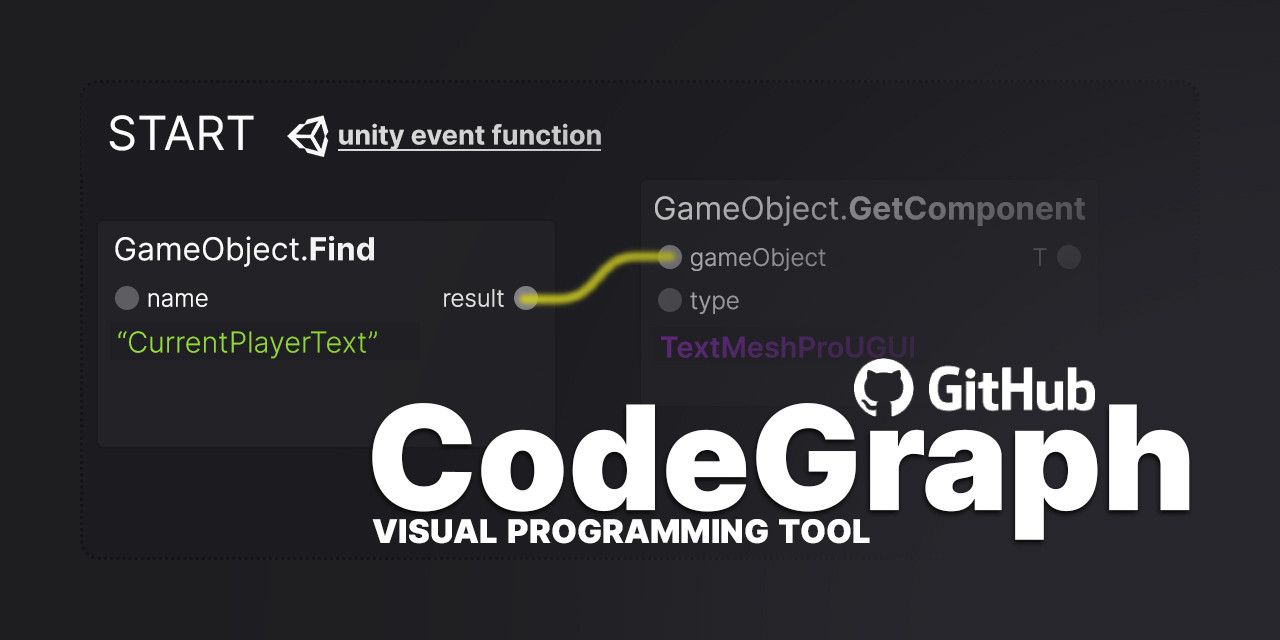 START unity event function
GameObject.Find
name result
“CurrentPlayerText”
GameObject.GetComponent
gameObject T
type
TextMeshProUGUI
GitHub
CodeGraph
VISUAL PROGRAMMING TOOL